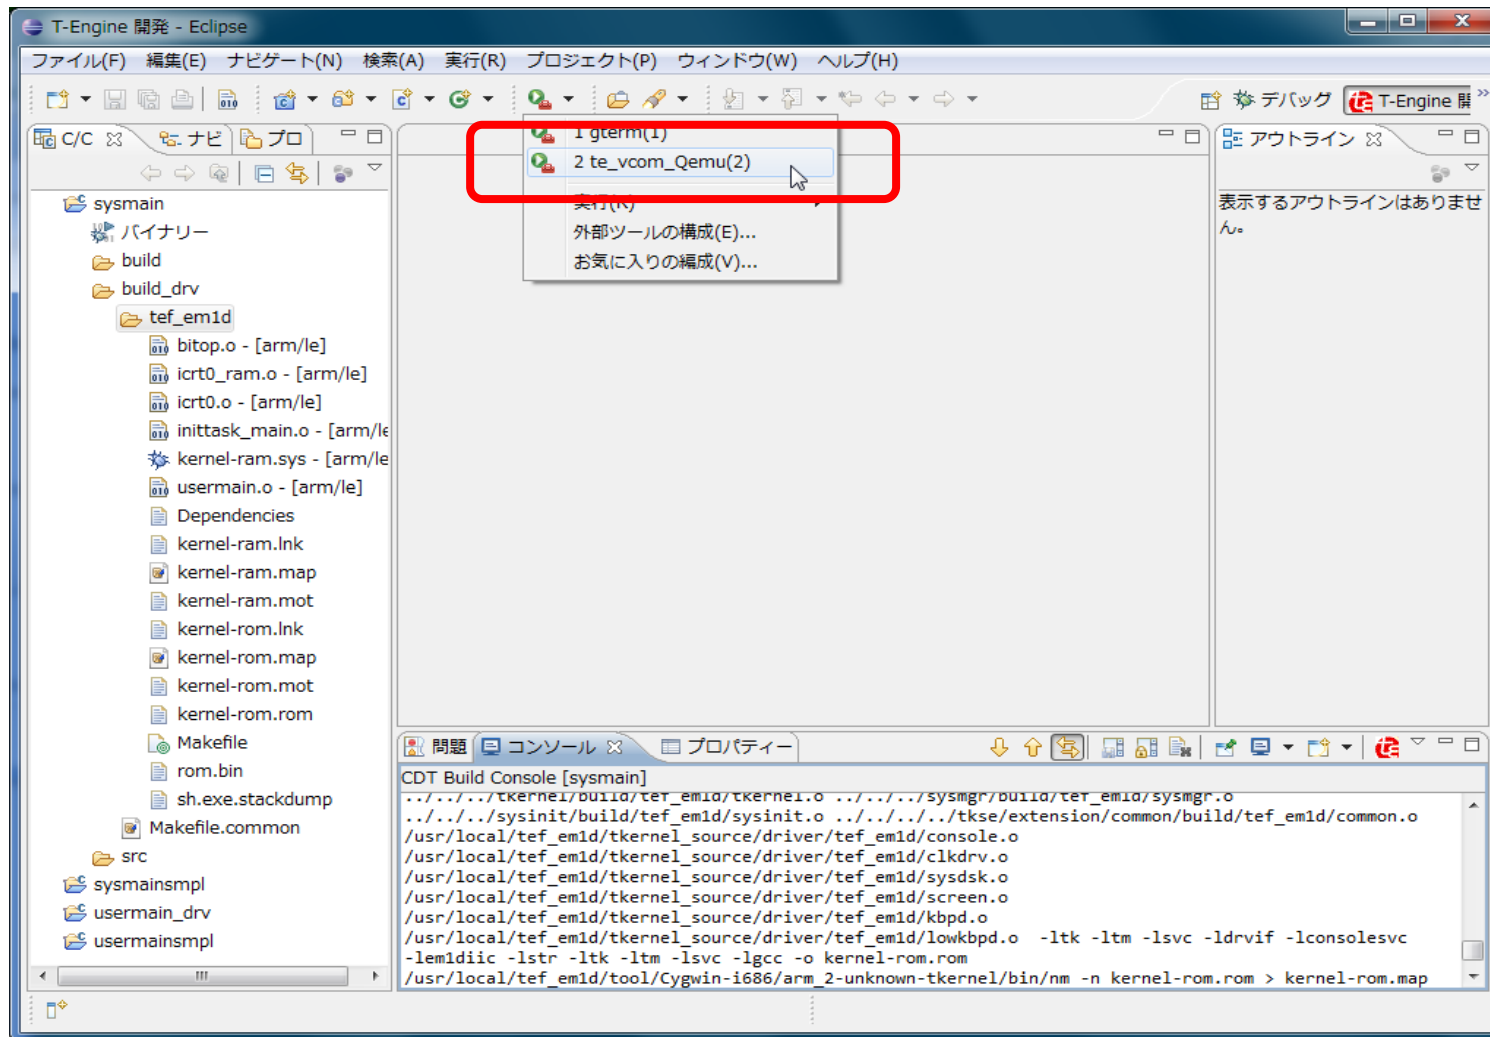 T-Engine 開発 - Eclipse
ファイル(F) 編集(E) ナビゲート(N) 検索(A) 実行(R) プロジェクト(P) ウィンドウ(W) ヘルプ(H)
デバッグ T-Engine 開
C/C ナビ プロ
1 gterm(1)
2 te_vcom_Qemu(2)
実行(R)
外部ツールの構成(E)...
お気に入りの編成(V)...
アウトライン
表示するアウトラインはありませ
ん。
sysmain
バイナリー
build
build_drv
tef_em1d
bitop.o - [arm/le]
icrt0_ram.o - [arm/le]
icrt0.o - [arm/le]
inittask_main.o - [arm/le
kernel-ram.sys - [arm/le
usermain.o - [arm/le]
Dependencies
kernel-ram.lnk
kernel-ram.map
kernel-ram.mot
kernel-rom.lnk
kernel-rom.map
kernel-rom.mot
kernel-rom.rom
Makefile
rom.bin
sh.exe.stackdump
Makefile.common
src
sysmainsmpl
usermain_drv
usermainsmpl
問題 コンソール プロパティー
CDT Build Console [sysmain]
../../../tkernel/build/tef_em1d/tkernel.o ../../../sysmgr/build/tef_em1d/sysmgr.o
../../../sysinit/build/tef_em1d/sysinit.o ../../../../tkse/extension/common/build/tef_em1d/common.o
/usr/local/tef_em1d/tkernel_source/driver/tef_em1d/console.o
/usr/local/tef_em1d/tkernel_source/driver/tef_em1d/clkdrv.o
/usr/local/tef_em1d/tkernel_source/driver/tef_em1d/sysdsk.o
/usr/local/tef_em1d/tkernel_source/driver/tef_em1d/screen.o
/usr/local/tef_em1d/tkernel_source/driver/tef_em1d/kbpd.o
/usr/local/tef_em1d/tkernel_source/driver/tef_em1d/lowkbpd.o -ltk -ltm -lsvc -ldrvif -lconsolesvc
-lem1diic -lstr -ltk -ltm -lsvc -lgcc -o kernel-rom.rom
/usr/local/tef_em1d/tool/Cygwin-i686/arm_2-unknown-tkernel/bin/nm -n kernel-rom.rom > kernel-rom.map